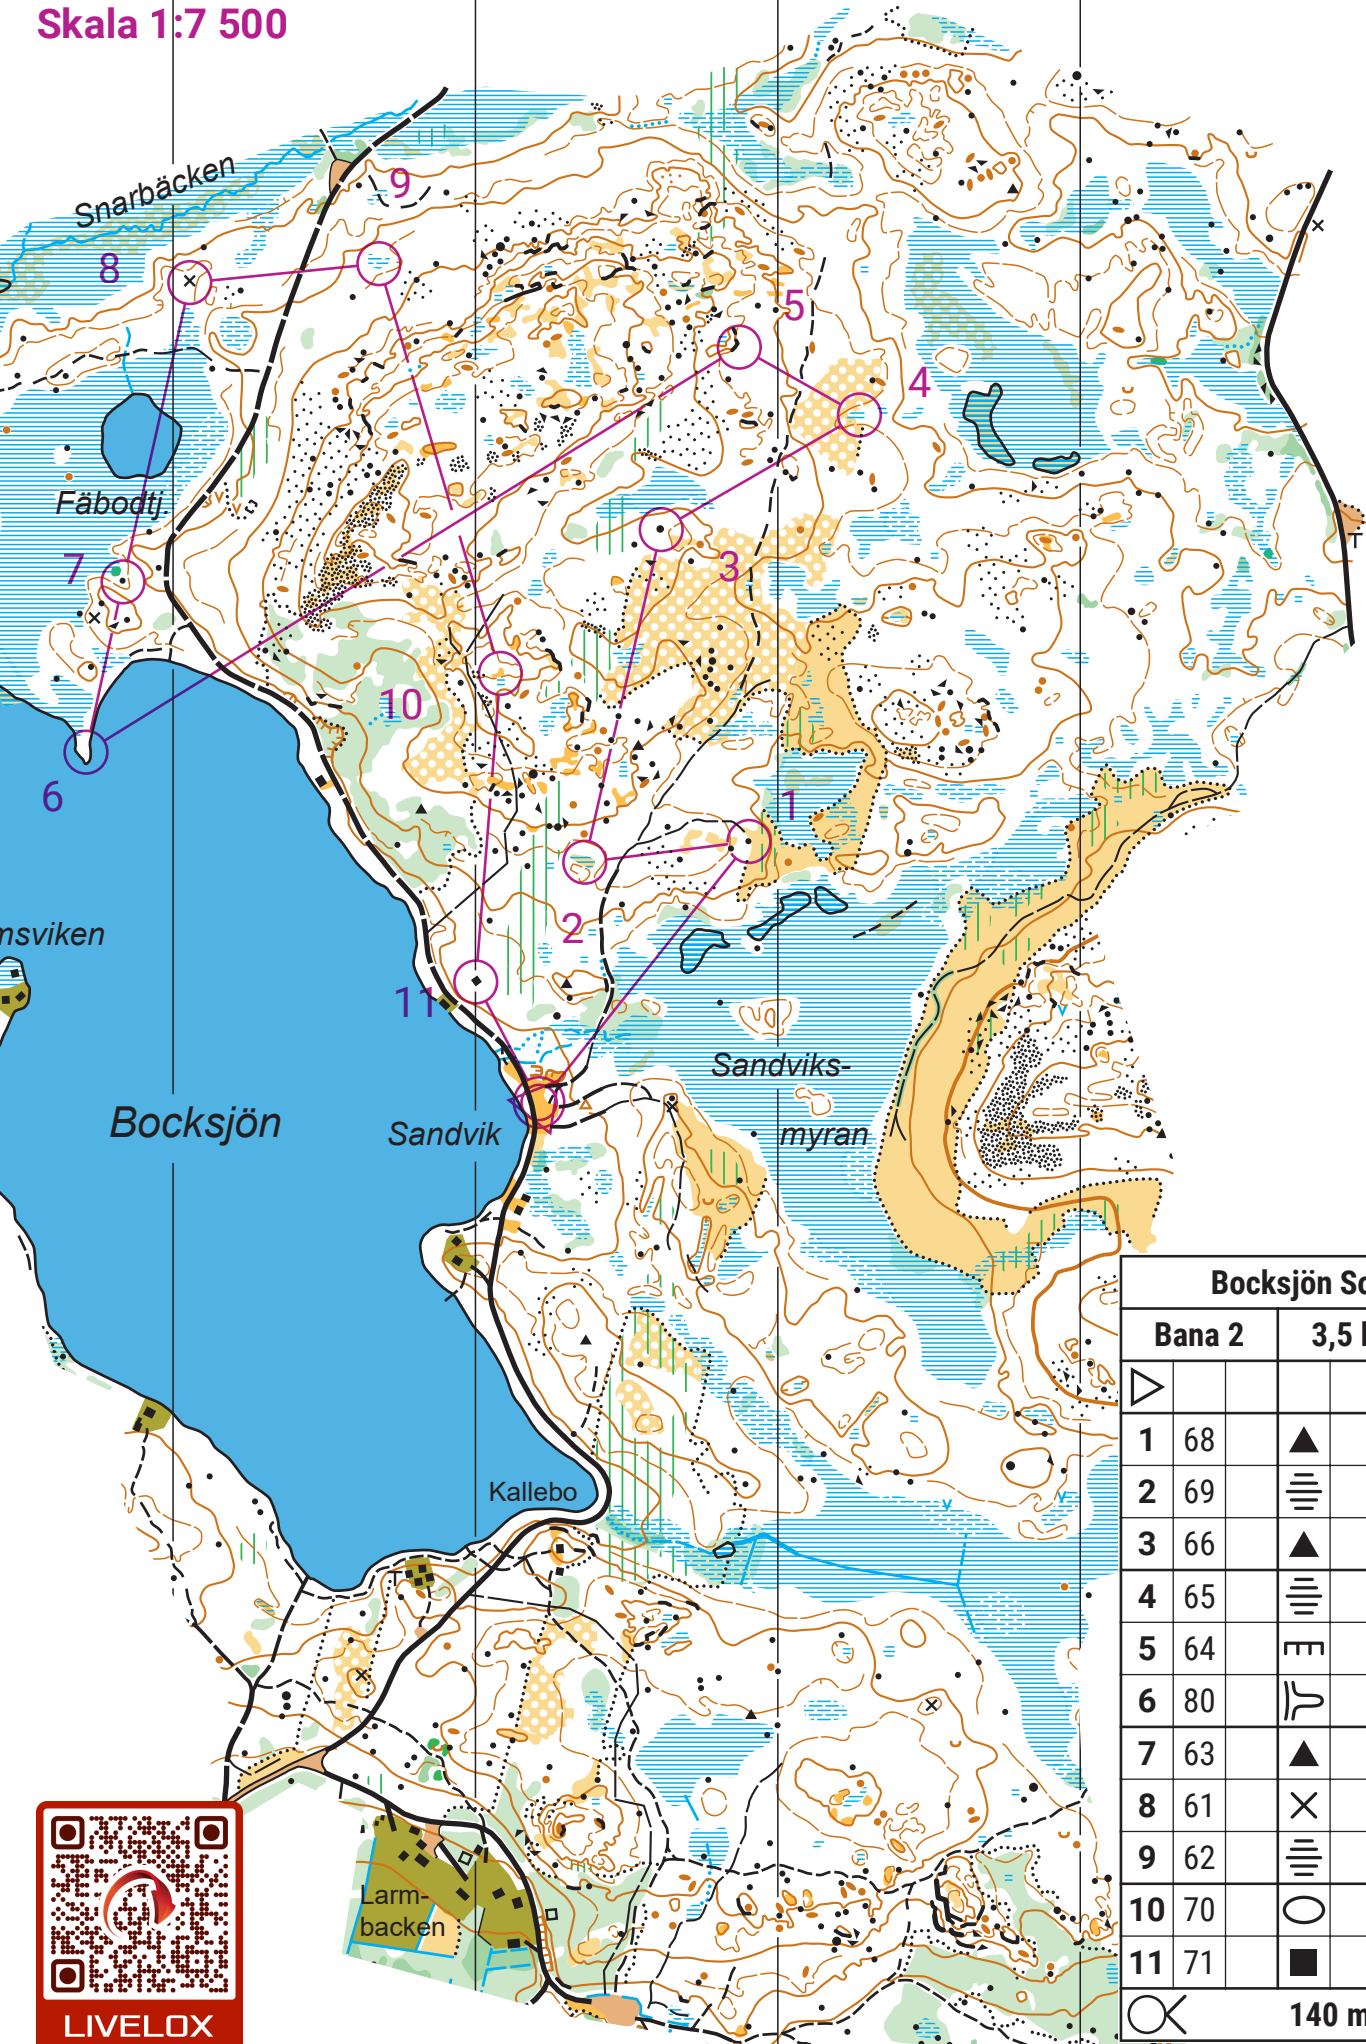 Skala 1:7 500
Snarbäcken
9
8
5
4
Fäbodtj.
7
3
10
6
1
2
msviken
11
Sandviks-
myran
Bocksjön
Sandvik
T
Kallebo
T
Larm-
backen
LIVELOX
Bocksjön So
Bana 2 3,5
1 68
2 69
3 66
4 65
5 64
6 80
7 63
8 61
9 62
10 70
11 71
140 m